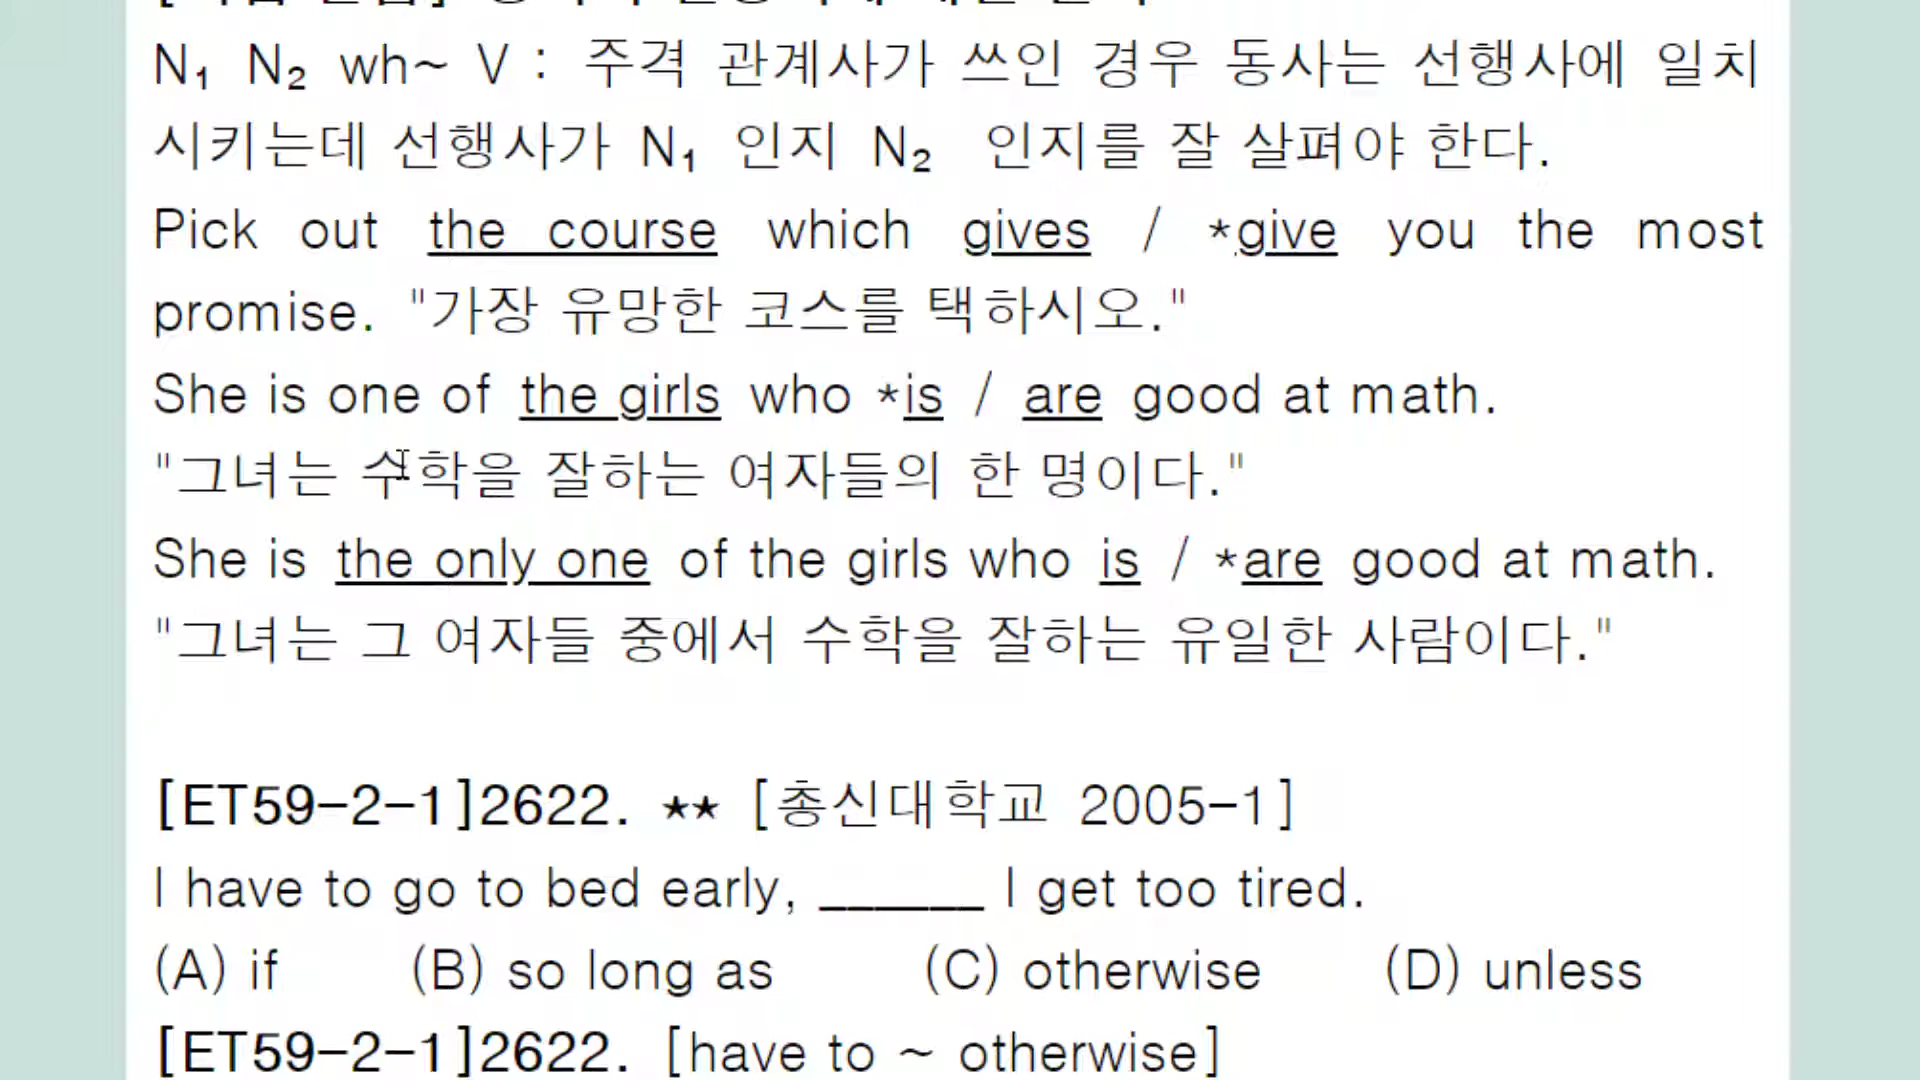 N₁ N₂ wh~ V : 주격 관계사가 쓰인 경우 동사는 선행사에 일치
시키는데 선행사가 N₁ 인지 N₂ 인지를 잘 살펴야 한다.
Pick out the course which gives / *give you the most
promise. "가장 유망한 코스를 택하시오."
She is one of the girls who *is / are good at math.
"그녀는 수학을 잘하는 여자들의 한 명이다."
She is the only one of the girls who is / *are good at math.
"그녀는 그 여자들 중에서 수학을 잘하는 유일한 사람이다."
[ET59-2-1]2622. ★★ [총신대학교 2005-1]
I have to go to bed early, ______ I get too tired.
(A) if (B) so long as (C) otherwise (D) unless
[ET59-2-1]2622. [have to ~ otherwise]